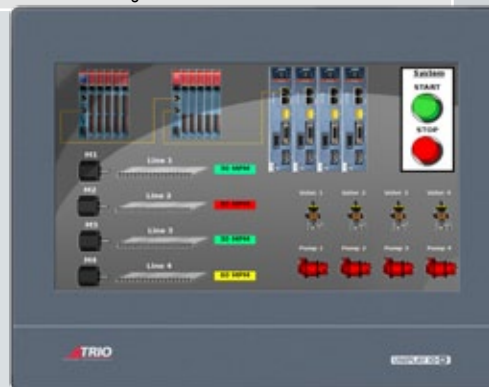 System
START
STOP
M1
Line 1
M2
Line 2
M3
Line 3
M4
Line 4
Valve 1
Valve 2
Valve 3
Valve 4
Pump 1
Pump 2
Pump 3
Pump 4
TRIO